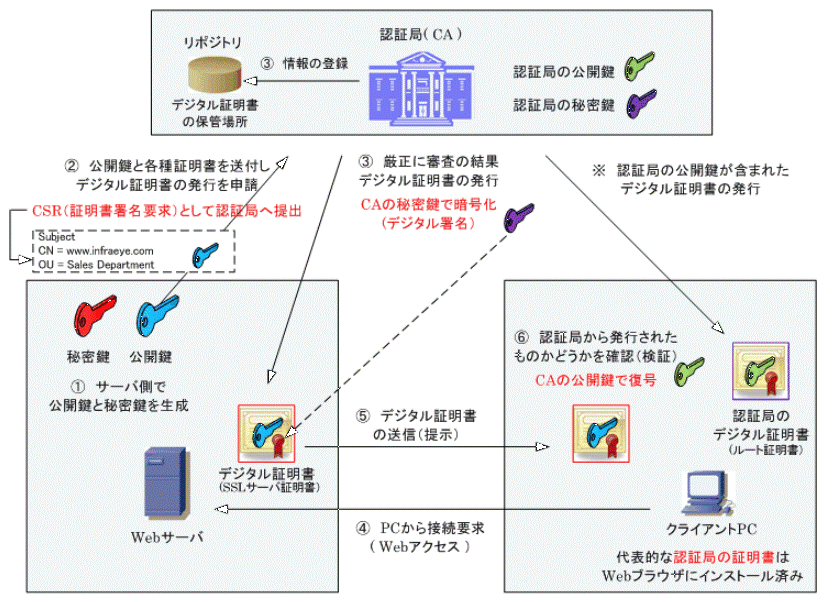 認証局( CA )
リポジトリ
③ 情報の登録
デジタル証明書
の保管場所
認証局の公開鍵
認証局の秘密鍵
② 公開鍵と各種証明書を送付し
デジタル証明書の発行を申請
CSR(証明書署名要求)として認証局へ提出
Subject
CN = www.infraeye.com
OU = Sales Department
③ 厳正に審査の結果
デジタル証明書の発行
CAの秘密鍵で暗号化
(デジタル署名)
※ 認証局の公開鍵が含まれた
デジタル証明書の発行
秘密鍵
公開鍵
① サーバ側で
公開鍵と秘密鍵を生成
デジタル証明書
(SSLサーバ証明書)
Webサーバ
⑤ デジタル証明書
の送信(提示)
④ PCから接続要求
( Webアクセス )
⑥ 認証局から発行された
ものかどうかを確認(検証)
CAの公開鍵で復号
認証局の
デジタル証明書
(ルート証明書)
クライアントPC
代表的な認証局の証明書は
Webブラウザにインストール済み